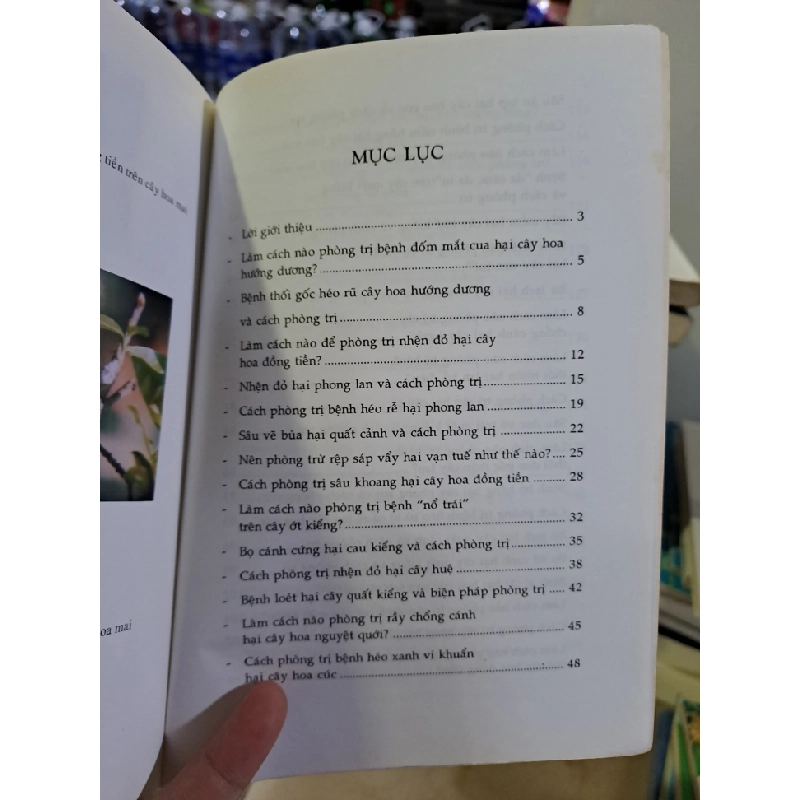 tiền trên cây hoa mai
oa mai
MỤC LỤC
- Lời giới thiệu ........ 3
- Làm cách nào phòng trị bệnh đốm mắt cua hại cây hoa
hướng dương? ........ 5
- Bệnh thối gốc héo rũ cây hoa hướng dương
và cách phòng trị ........ 8
- Làm cách nào để phòng trị nhện đỏ hại cây
hoa đồng tiền? ........ 12
- Nhện đỏ hại phong lan và cách phòng trị ........ 15
- Cách phòng trị bệnh héo rễ hại phong lan ........ 19
- Sâu vẽ bùa hại quất cảnh và cách phòng trị ........ 22
- Nên phòng trừ rệp sáp vẩy hại vạn tuế như thế nào? .... 25
- Cách phòng trị sâu khoang hại cây hoa đồng tiền ........ 28
- Làm cách nào phòng trị bệnh "nổ trái"
trên cây ớt kiểng? ........ 32
- Bọ cánh cứng hại cau kiểng và cách phòng trị ........ 35
- Cách phòng trị nhện đỏ hại cây huệ ........ 38
- Bệnh loét hại cây quất kiểng và biện pháp phòng trị ..... 42
- Làm cách nào phòng trị rầy chổng cánh
hại cây hoa nguyệt quới? ........ 45
- Cách phòng trị bệnh héo xanh vi khuẩn
hại cây hoa cúc ........ 48